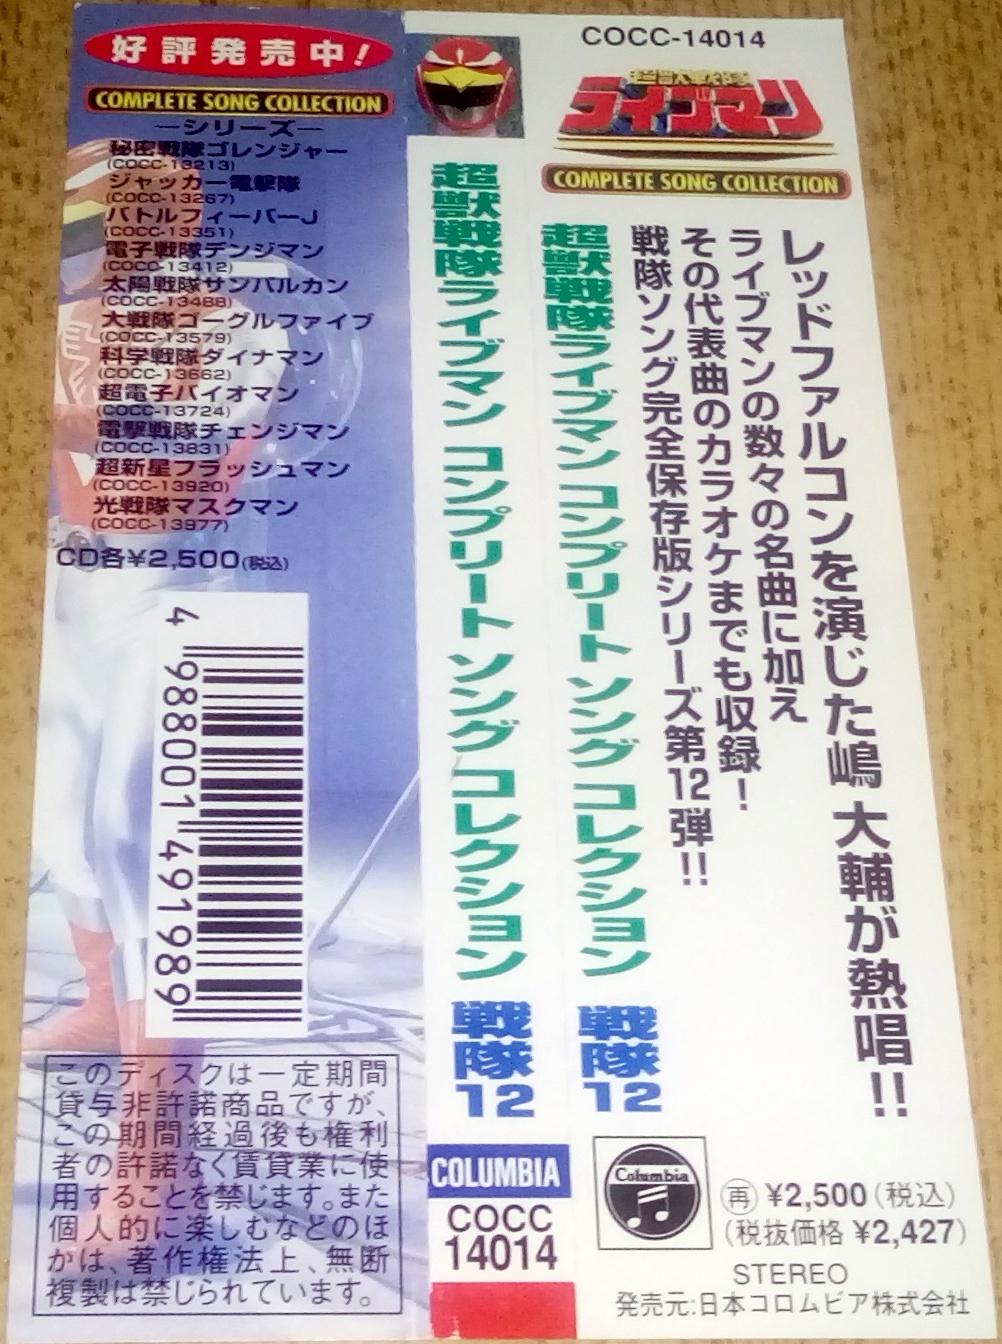 好評発売中！
COMPLETE SONG COLLECTION
―シリーズ―
秘密戦隊ゴレンジャー
(COCC-13213)
ジャッカー電撃隊
(COCC-13267)
バトルフィーバーJ
(COCC-13351)
電子戦隊デンジマン
(COCC-13412)
太陽戦隊サンバルカン
(COCC-13488)
大戦隊ゴーグルファイブ
(COCC-13579)
科学戦隊ダイナマン
(COCC-13662)
超電子バイオマン
(COCC-13724)
電撃戦隊チェンジマン
(COCC-13831)
超新星フラッシュマン
(COCC-13920)
光戦隊マスクマン
(COCC-13977)
CD各¥2,500(税込)
4 988001 491989
このディスクは一定期間
貸与非許諾商品ですが、
この期間経過後も権利
者の許諾なく賃貸業に使
用することを禁じます。また
個人的に楽しむなどのほ
かは、著作権法上、無断
複製は禁じられています。
超獣戦隊ライブマン コンプリート ソング コレクション
戦隊
12
COLUMBIA
COCC
14014
COCC-14014
超獣戦隊
ライブマン
COMPLETE SONG COLLECTION
レッドファルコンを演じた嶋 大輔が熱唱!!
ライブマンの数々の名曲に加え
その代表曲のカラオケまでも収録！
戦隊ソング完全保存版シリーズ第12弾!!
超獣戦隊ライブマン コンプリート ソング コレクション
戦隊
12
Columbia
再 ¥2,500 (税込)
(税抜価格 ¥2,427)
STEREO
発売元:日本コロムビア株式会社